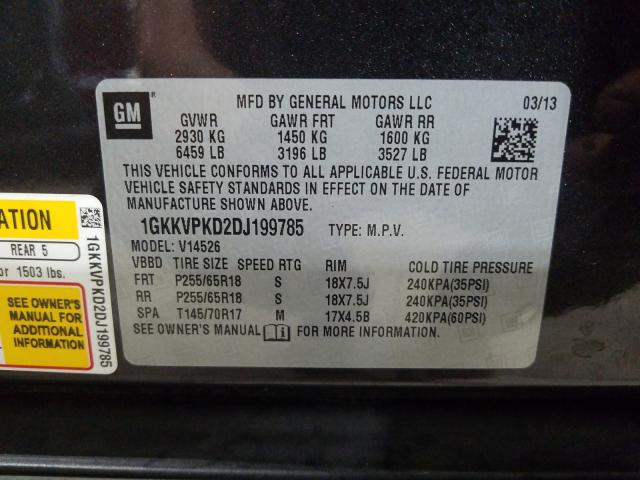 GM ®
MFD BY GENERAL MOTORS LLC 03/13
GVWR GAWR FRT GAWR RR
2930 KG 1450 KG 1600 KG
6459 LB 3196 LB 3527 LB
THIS VEHICLE CONFORMS TO ALL APPLICABLE U.S. FEDERAL MOTOR
VEHICLE SAFETY STANDARDS IN EFFECT ON THE DATE OF
MANUFACTURE SHOWN ABOVE.
1GKKVPKD2DJ199785 TYPE: M.P.V.
MODEL: V14526
VBBD TIRE SIZE SPEED RTG RIM COLD TIRE PRESSURE
FRT P255/65R18 S 18X7.5J 240KPA(35PSI)
RR P255/65R18 S 18X7.5J 240KPA(35PSI)
SPA T145/70R17 M 17X4.5B 420KPA(60PSI)
SEE OWNER'S MANUAL FOR MORE INFORMATION.
ATION
REAR 5
or 1503 lbs.
SEE OWNER'S
MANUAL FOR
ADDITIONAL
INFORMATION
1GKKVPKD2DJ199785